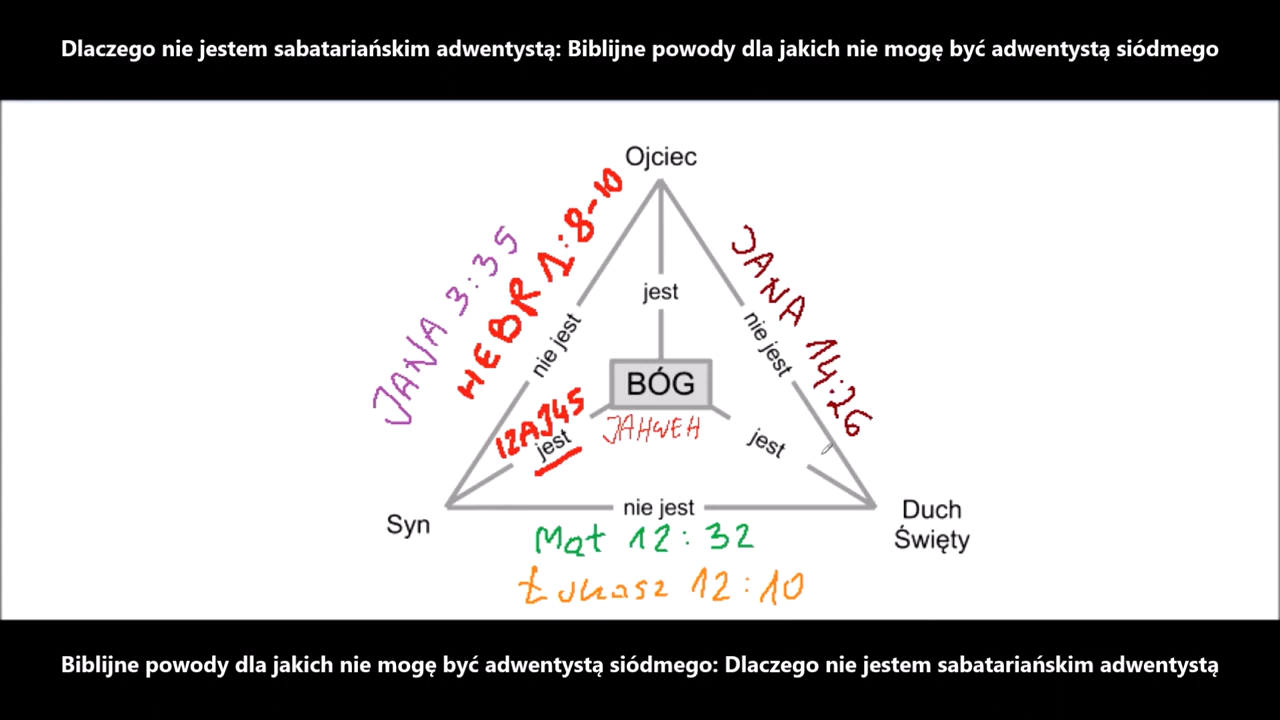 Dlaczego nie jestem sabatariańskim adwentystą: Biblijne powody dla jakich nie mogę być adwentystą siódmego
Ojciec
JANA 3:35
HEBR 1:8-10
JANA 14:26
jest
nie jest
nie jest
BÓG
JAHWEH
IZAJ45
jest
jest
Syn
nie jest
Duch
Święty
Mat 12:32
Łukasz 12:10
Biblijne powody dla jakich nie mogę być adwentystą siódmego: Dlaczego nie jestem sabatariańskim adwentystą